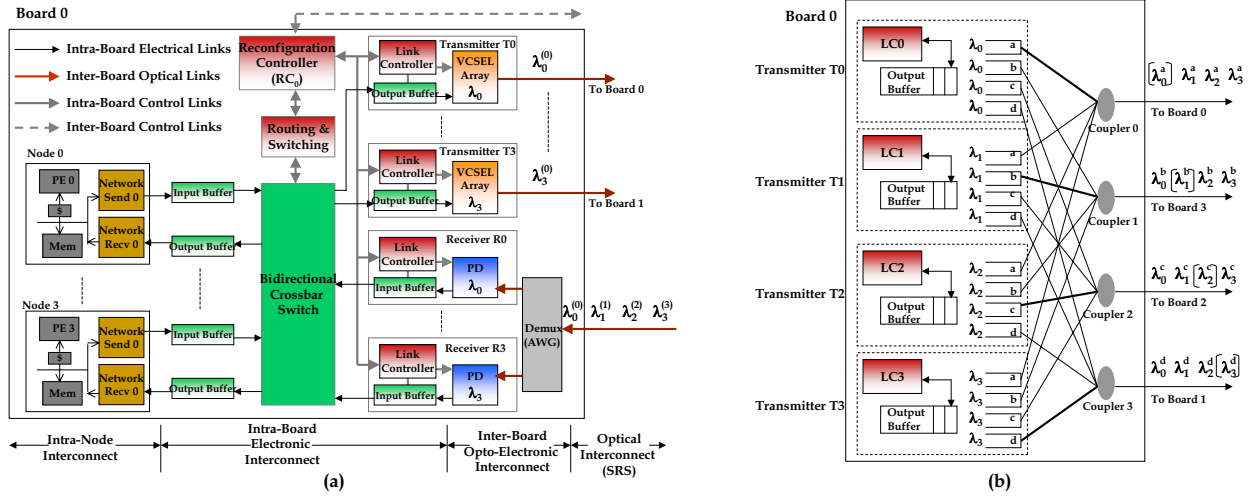 Board 0
Intra-Board Electrical Links
Inter-Board Optical Links
Intra-Board Control Links
Inter-Board Control Links
Reconfiguration
Controller
(RC₀)
Routing &
Switching
Node 0
PE 0
$
Mem
Network
Send 0
Network
Recv 0
Input Buffer
Output Buffer
Node 3
PE 3
$
Mem
Network
Send 0
Network
Recv 0
Input Buffer
Output Buffer
Bidirectional
Crossbar
Switch
Transmitter T0
Link
Controller
Output Buffer
VCSEL
Array
λ₀
λ₀⁽⁰⁾
To Board 0
Transmitter T3
Link
Controller
Output Buffer
VCSEL
Array
λ₃
λ₃⁽⁰⁾
To Board 1
Receiver R0
Link
Controller
Input Buffer
PD
λ₀
Receiver R3
Link
Controller
Input Buffer
PD
λ₃
Demux
(AWG)
λ₀⁽⁰⁾ λ₁⁽¹⁾ λ₂⁽²⁾ λ₃⁽³⁾
Intra-Node
Interconnect
Intra-Board
Electronic
Interconnect
Inter-Board
Opto-Electronic
Interconnect
Optical
Interconnect
(SRS)
(a)
Board 0
Transmitter T0
LC0
Output
Buffer
λ₀ a
λ₀ b
λ₀ c
λ₀ d
Transmitter T1
LC1
Output
Buffer
λ₁ a
λ₁ b
λ₁ c
λ₁ d
Transmitter T2
LC2
Output
Buffer
λ₂ a
λ₂ b
λ₂ c
λ₂ d
Transmitter T3
LC3
Output
Buffer
λ₃ a
λ₃ b
λ₃ c
λ₃ d
Coupler 0
[λ₀ᵃ] λ₁ᵃ λ₂ᵃ λ₃ᵃ
To Board 0
Coupler 1
λ₀ᵇ [λ₁ᵇ] λ₂ᵇ λ₃ᵇ
To Board 3
Coupler 2
λ₀ᶜ λ₁ᶜ [λ₂ᶜ] λ₃ᶜ
To Board 2
Coupler 3
λ₀ᵈ λ₁ᵈ λ₂ᵈ [λ₃ᵈ]
To Board 1
(b)